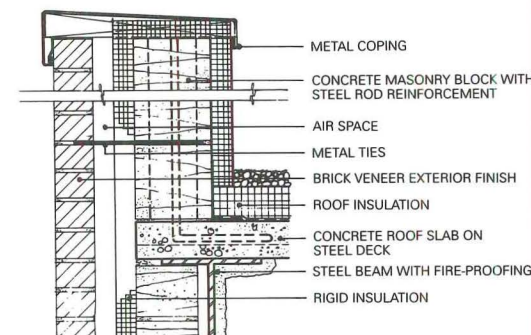 METAL COPING
CONCRETE MASONRY BLOCK WITH
STEEL ROD REINFORCEMENT
AIR SPACE
METAL TIES
BRICK VENEER EXTERIOR FINISH
ROOF INSULATION
CONCRETE ROOF SLAB ON
STEEL DECK
STEEL BEAM WITH FIRE-PROOFING
RIGID INSULATION